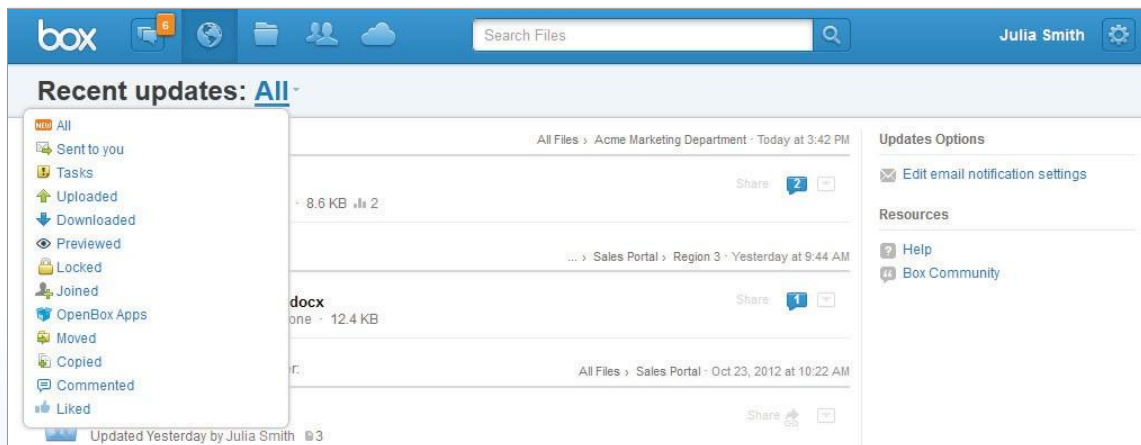 box 6 Search Files Julia Smith
Recent updates: All
NEW All
Sent to you
Tasks
Uploaded
Downloaded
Previewed
Locked
Joined
OpenBox Apps
Moved
Copied
Commented
Liked
All Files › Acme Marketing Department · Today at 3:42 PM
Share 2
· 8.6 KB 2
... › Sales Portal › Region 3 · Yesterday at 9:44 AM
docx
Share 1
one · 12.4 KB
r:
All Files › Sales Portal · Oct 23, 2012 at 10:22 AM
Share
Updated Yesterday by Julia Smith 3
Updates Options
Edit email notification settings
Resources
Help
Box Community